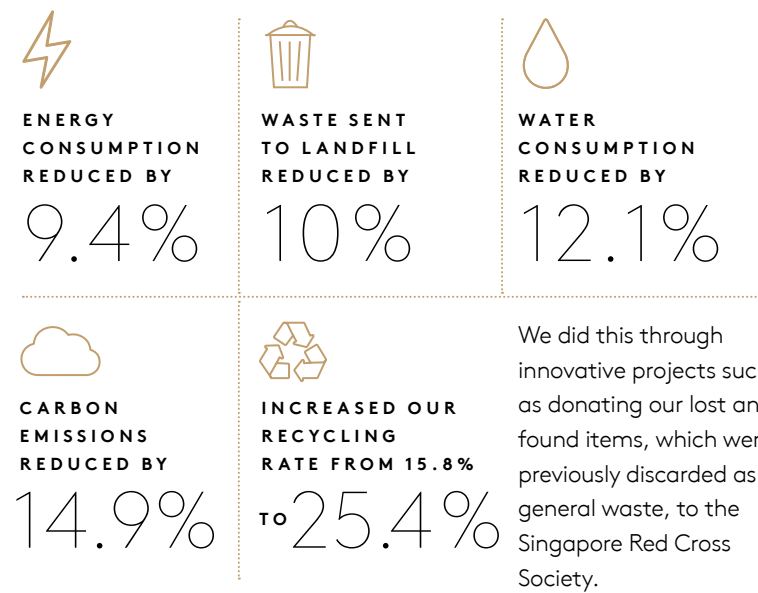 ENERGY
CONSUMPTION
REDUCED BY
9.4%
WASTE SENT
TO LANDFILL
REDUCED BY
10%
WATER
CONSUMPTION
REDUCED BY
12.1%
CARBON
EMISSIONS
REDUCED BY
14.9%
INCREASED OUR
RECYCLING
RATE FROM 15.8%
TO 25.4%
We did this through
innovative projects suc
as donating our lost an
found items, which wer
previously discarded as
general waste, to the
Singapore Red Cross
Society.